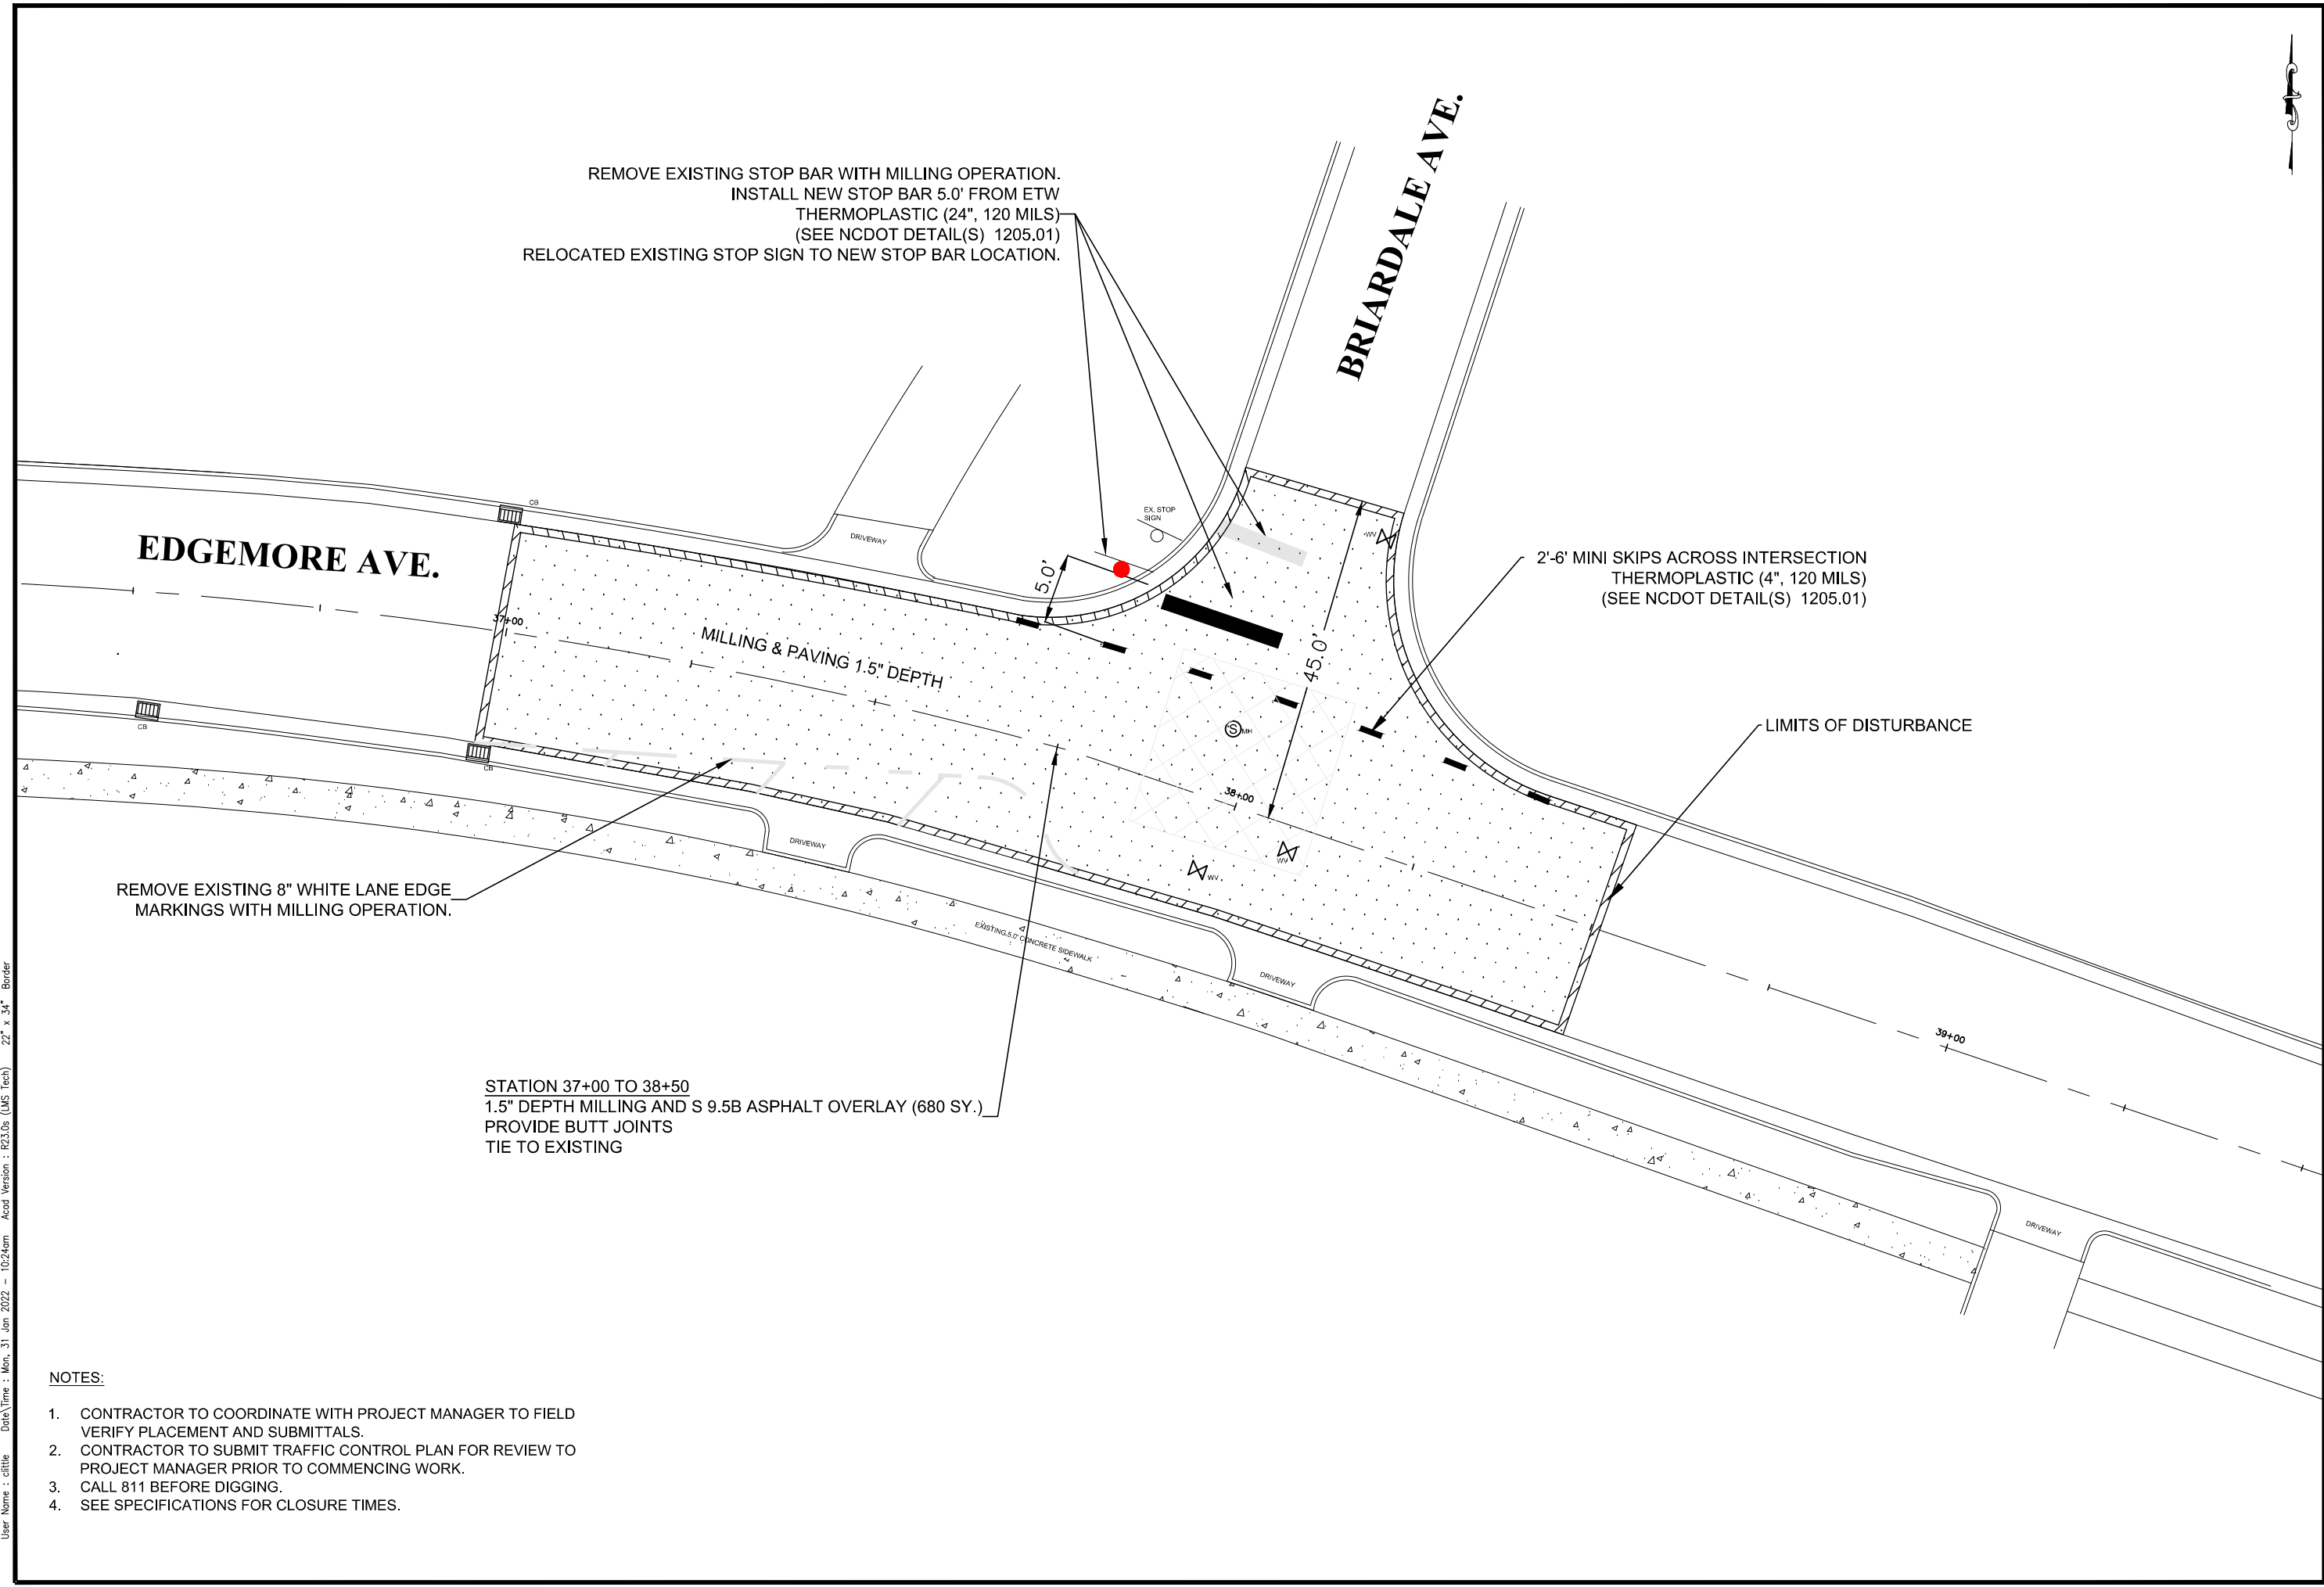 REMOVE EXISTING STOP BAR WITH MILLING OPERATION.
INSTALL NEW STOP BAR 5.0' FROM ETW
THERMOPLASTIC (24", 120 MILS)
(SEE NCDOT DETAIL(S) 1205.01)
RELOCATED EXISTING STOP SIGN TO NEW STOP BAR LOCATION.
BRIARDALE AVE.
EDGEMORE AVE.
CB
DRIVEWAY
EX. STOP
SIGN
5.0'
WV
2'-6' MINI SKIPS ACROSS INTERSECTION
THERMOPLASTIC (4", 120 MILS)
(SEE NCDOT DETAIL(S) 1205.01)
37+00
MILLING & PAVING 1.5" DEPTH
45.0'
S
MH
LIMITS OF DISTURBANCE
CB
CB
38+00
DRIVEWAY
WV
WV
REMOVE EXISTING 8" WHITE LANE EDGE
MARKINGS WITH MILLING OPERATION.
EXISTING 5.0' CONCRETE SIDEWALK
DRIVEWAY
39+00
STATION 37+00 TO 38+50
1.5" DEPTH MILLING AND S 9.5B ASPHALT OVERLAY (680 SY.)
PROVIDE BUTT JOINTS
TIE TO EXISTING
DRIVEWAY
NOTES:
1. CONTRACTOR TO COORDINATE WITH PROJECT MANAGER TO FIELD
VERIFY PLACEMENT AND SUBMITTALS.
2. CONTRACTOR TO SUBMIT TRAFFIC CONTROL PLAN FOR REVIEW TO
PROJECT MANAGER PRIOR TO COMMENCING WORK.
3. CALL 811 BEFORE DIGGING.
4. SEE SPECIFICATIONS FOR CLOSURE TIMES.
User Name : clittle Date\Time : Mon, 31 Jan 2022 - 10:24am Acad Version : R23.0s (LMS Tech) 22" x 34" Border